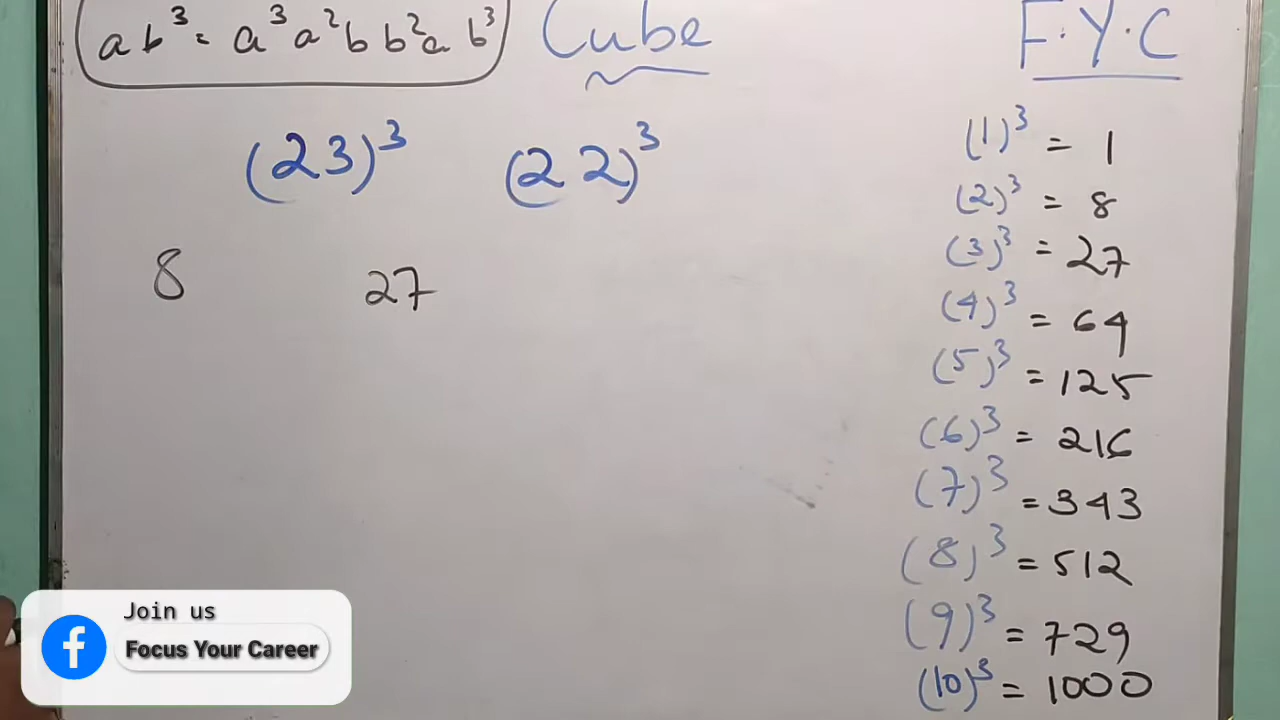 ab³ = a³ a²b b²a b³
Cube
F.Y.C
(23)³ (22)³
8 27
(1)³ = 1
(2)³ = 8
(3)³ = 27
(4)³ = 64
(5)³ = 125
(6)³ = 216
(7)³ = 343
(8)³ = 512
(9)³ = 729
(10)³ = 1000
Join us
Focus Your Career